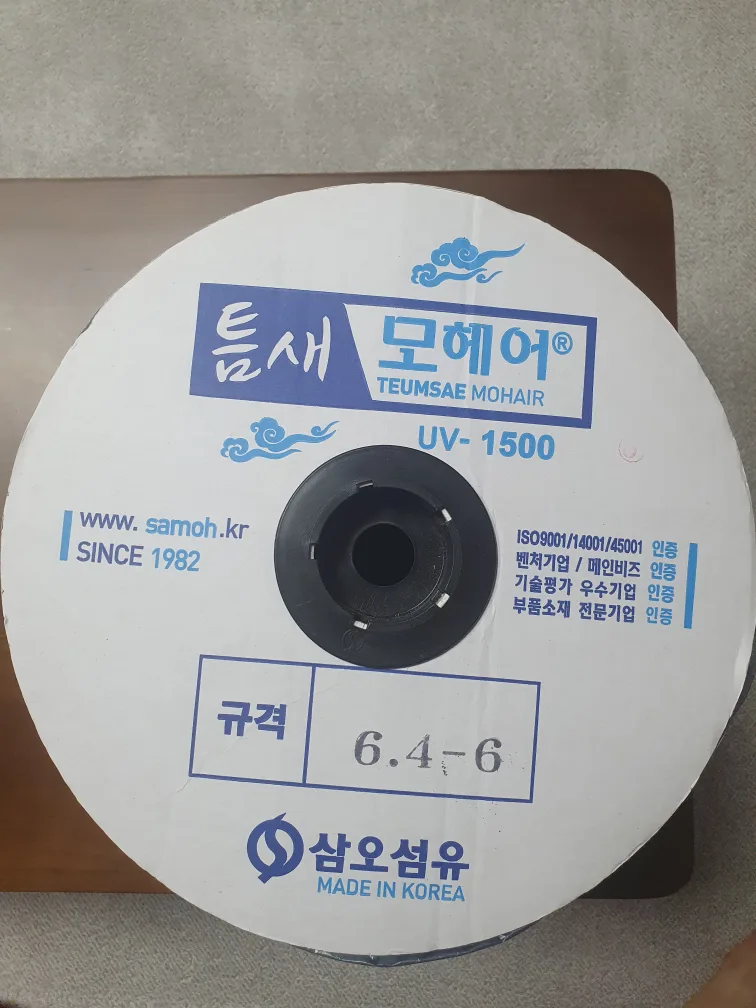 틈새 모헤어®
TEUMSAE MOHAIR
UV- 1500
www. samoh.kr
SINCE 1982
ISO9001/14001/45001 인증
벤처기업 / 메인비즈 인증
기술평가 우수기업 인증
부품소재 전문기업 인증
규격 6.4-6
삼오섬유
MADE IN KOREA